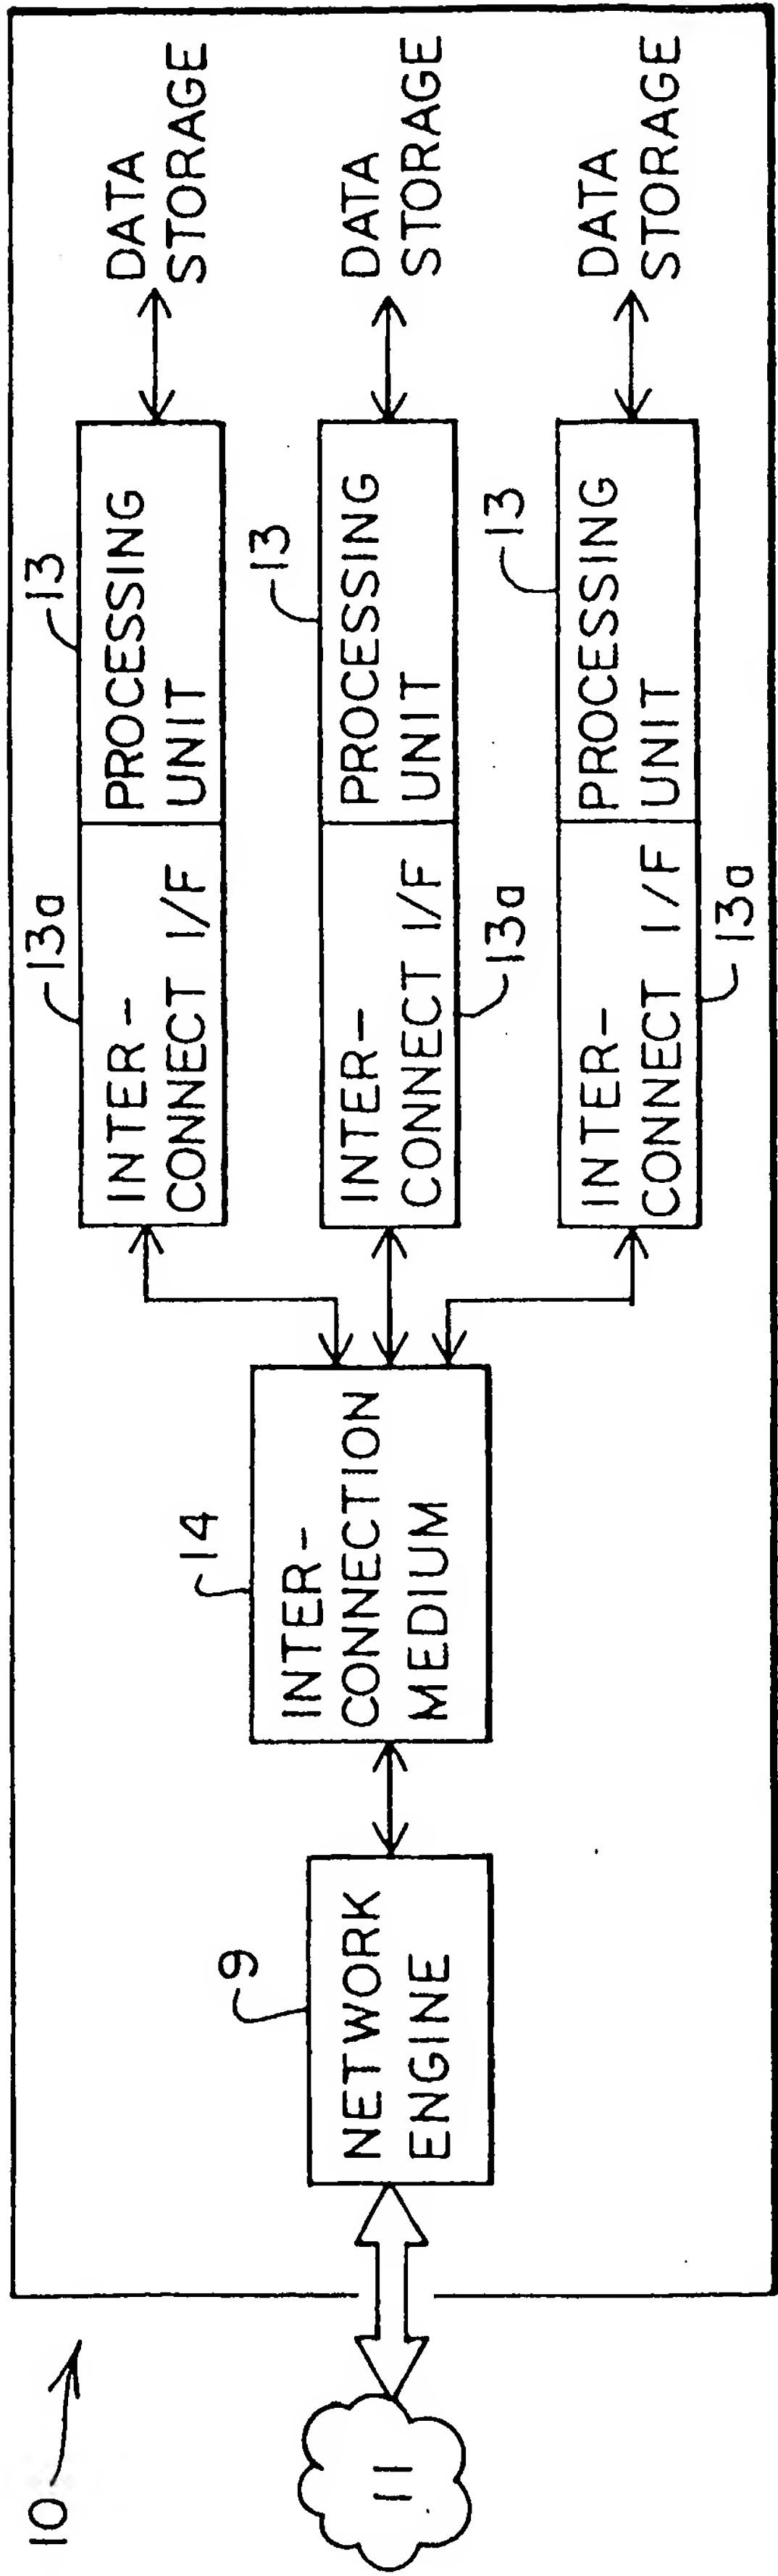 10
11
9
NETWORK
ENGINE
14
INTER-
CONNECTION
MEDIUM
13a
INTER-
CONNECT I/F
13
PROCESSING
UNIT
DATA
STORAGE
INTER-
CONNECT I/F
13a
13
PROCESSING
UNIT
DATA
STORAGE
INTER-
CONNECT I/F
13a
13
PROCESSING
UNIT
DATA
STORAGE